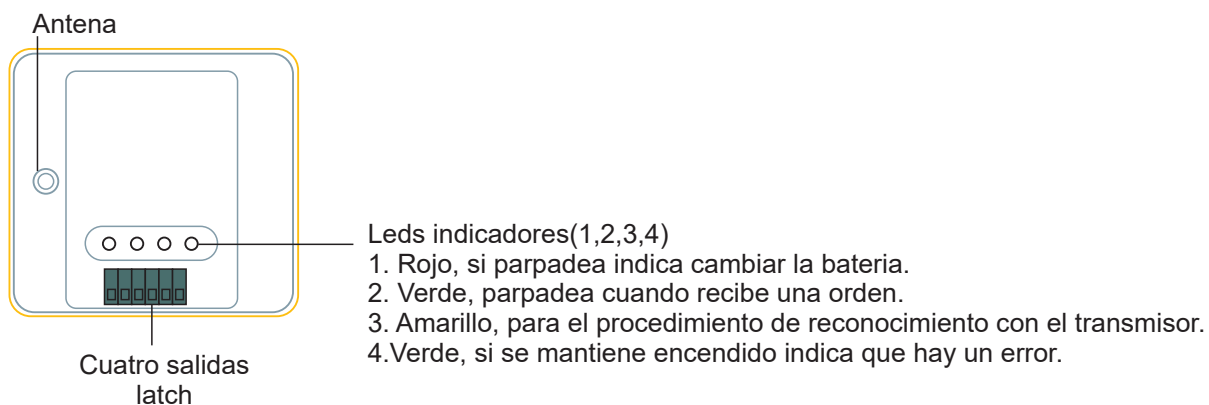 Antena
Leds indicadores(1,2,3,4)
1. Rojo, si parpadea indica cambiar la bateria.
2. Verde, parpadea cuando recibe una orden.
3. Amarillo, para el procedimiento de reconocimiento con el transmisor.
4.Verde, si se mantiene encendido indica que hay un error.
Cuatro salidas
latch